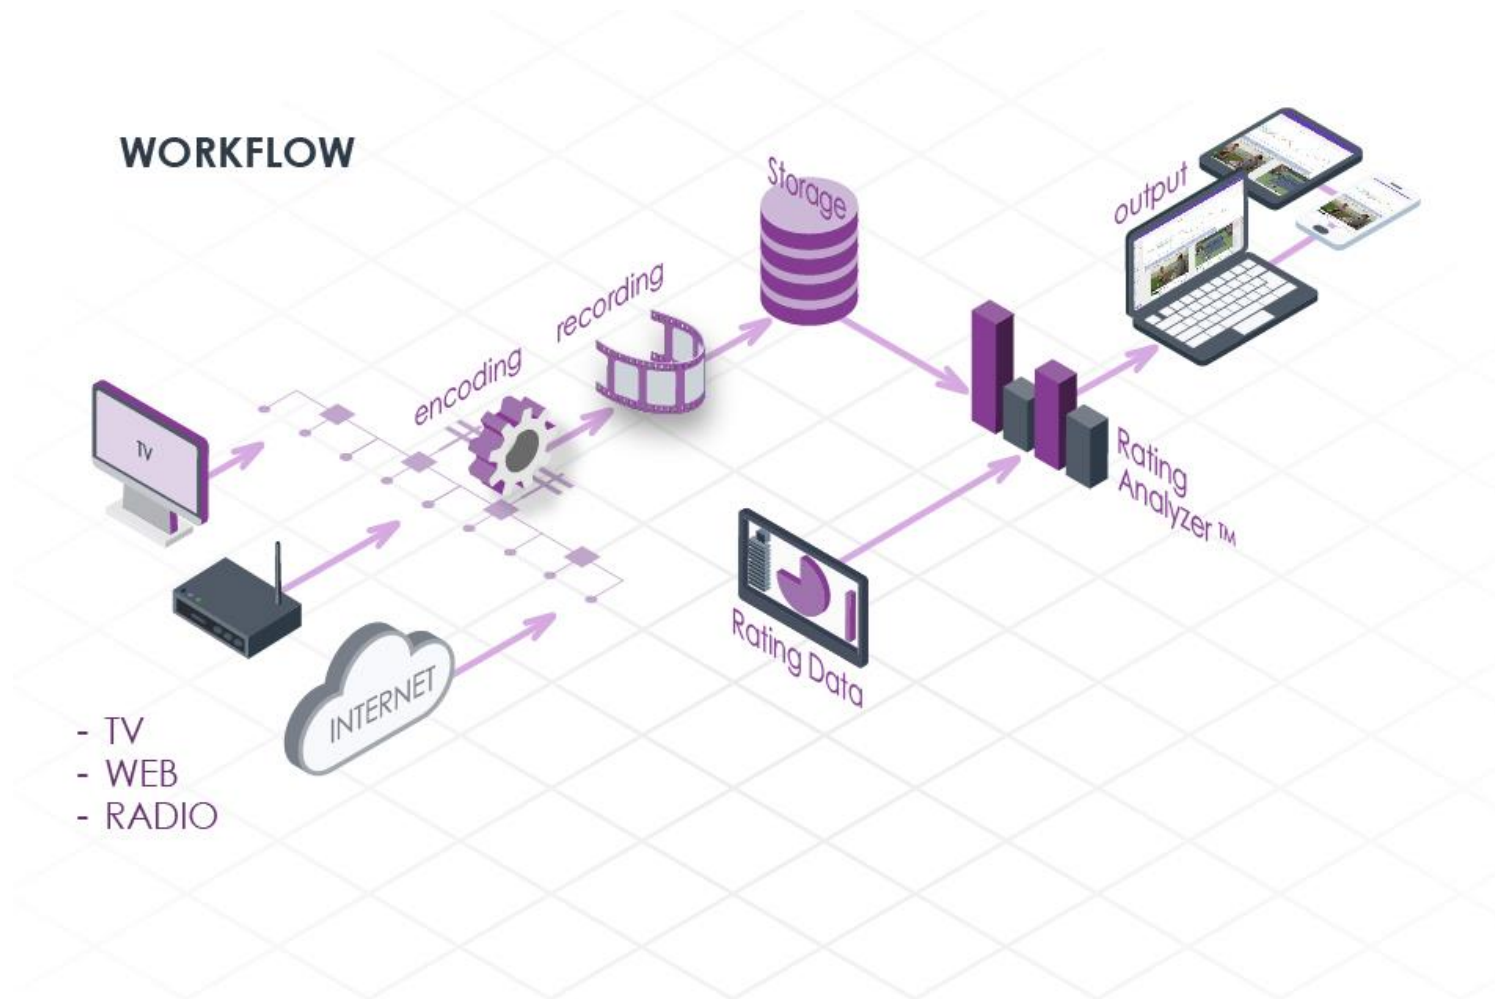 WORKFLOW
Storage
output
recording
encoding
TV
Rating
Analyzer ™
Rating Data
INTERNET
- TV
- WEB
- RADIO